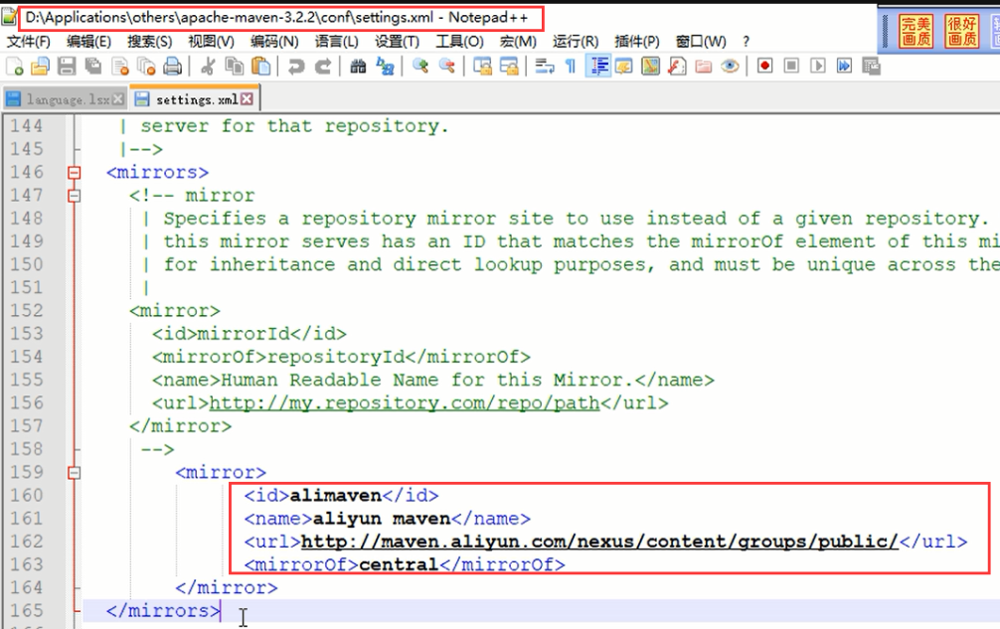 D:\Applications\others\apache-maven-3.2.2\conf\settings.xml - Notepad++
完美 很好
画质 画质
文件(F) 编辑(E) 搜索(S) 视图(V) 编码(N) 语言(L) 设置(T) 工具(O) 宏(M) 运行(R) 插件(P) 窗口(W) ?
language.lsx settings.xml
144 | server for that repository.
145 |-->
146 <mirrors>
147 <!-- mirror
148 | Specifies a repository mirror site to use instead of a given repository.
149 | this mirror serves has an ID that matches the mirrorOf element of this mi
150 | for inheritance and direct lookup purposes, and must be unique across the
151 |
152 <mirror>
153 <id>mirrorId</id>
154 <mirrorOf>repositoryId</mirrorOf>
155 <name>Human Readable Name for this Mirror.</name>
156 <url>http://my.repository.com/repo/path</url>
157 </mirror>
158 -->
159 <mirror>
160 <id>alimaven</id>
161 <name>aliyun maven</name>
162 <url>http://maven.aliyun.com/nexus/content/groups/public/</url>
163 <mirrorOf>central</mirrorOf>
164 </mirror>
165 </mirrors>